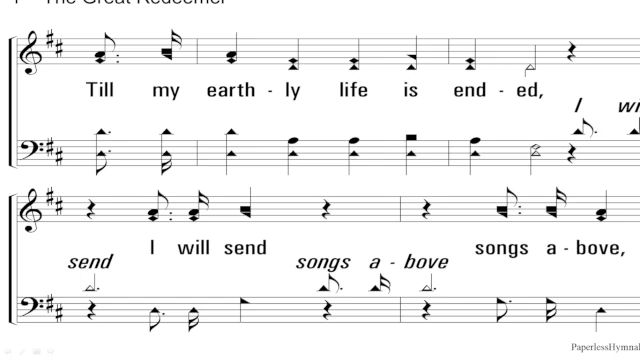 1 The Great Redeemer
Till my earth - ly life is end - ed,
I
I will send songs a - bove,
send songs a - bove
PaperlessHymnal